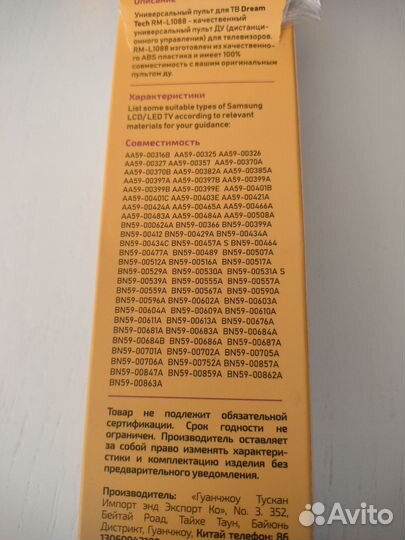 Описание
Универсальный пульт для ТВ Dream
Tech RM-L1088 - качественный
универсальный пульт ДУ (дистанци-
онного управления) для телевизоров.
RM-L1088 изготовлен из качественно-
го ABS пластика и имеет 100%
совместимость с вашим оригинальным
пультом ду.
Характеристики
List some suitable types of Samsung
LCD/LED TV according to relevant
materials for your guidance:
Совместимость
AA59-00316B AA59-00325 AA59-00326
AA59-00327 AA59-00357 AA59-00370A
AA59-00370B AA59-00382A AA59-00385A
AA59-00397A AA59-00397B AA59-00399A
AA59-00399B AA59-00399E AA59-00401B
AA59-00401C AA59-00403E AA59-00421A
AA59-00424A AA59-00465A AA59-00466A
AA59-00483A AA59-00484A AA59-00508A
BN59-000624A BN59-00366 BN59-00399A
BN59-00412 BN59-00429A BN59-00434A
BN59-00434C BN59-00457A S BN59-00464
BN59-00477A BN59-00489 BN59-00507A
BN59-00512A BN59-00516A BN59-00517A
BN59-00529A BN59-00530A BN59-00531A S
BN59-00539A BN59-00555A BN59-00557A
BN59-00559A BN59-00567A BN59-00590A
BN59-00596A BN59-00602A BN59-00603A
BN59-00604A BN59-00609A BN59-00610A
BN59-00611A BN59-00613A BN59-00676A
BN59-00681A BN59-00683A BN59-00684A
BN59-00684B BN59-00686A BN59-00687A
BN59-00701A BN59-00702A BN59-00705A
BN59-00706A BN59-00752A BN59-00857A
BN59-00847A BN59-00859A BN59-00862A
BN59-00863A
Товар не подлежит обязательной
сертификации. Срок годности не
ограничен. Производитель оставляет
за собой право изменять характери-
стики и комплектацию изделия без
предварительного уведомления.
Производитель: «Гуанчжоу Тускан
Импорт энд Экспорт Ко», No. 3. 352,
Бейтай Роад, Тайхе Таун, Байюнь
Дистрикт, Гуанчжоу, Китай телефон: 86
Avito